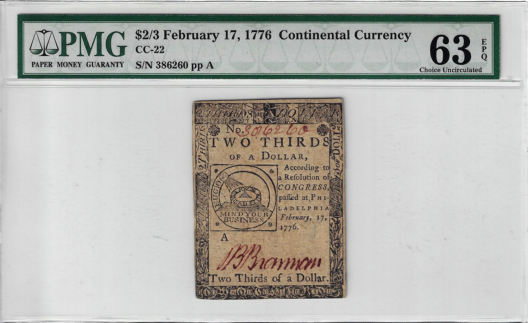 PMG
PAPER MONEY GUARANTY
$2/3 February 17, 1776 Continental Currency
CC-22
S/N 386260 pp A
63 EPQ
Choice Uncirculated
No 386260
TWO THIRDS
OF A DOLLAR,
According to
a Resolution of
CONGRESS,
passed at PHI-
LADELPHIA
February, 17,
1776.
FUGIO
MIND YOUR
BUSINESS
A
Two Thirds of a Dollar.